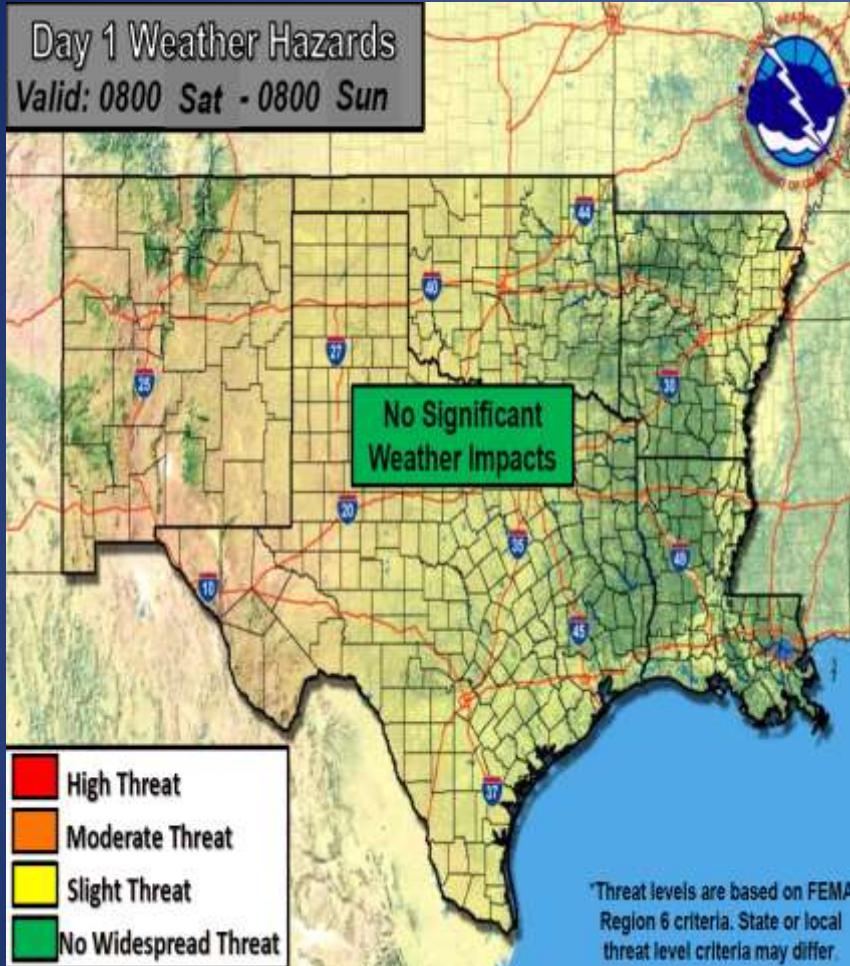 Day 1 Weather Hazards
Valid: 0800 Sat - 0800 Sun
44
40
27
25
30
No Significant
Weather Impacts
20
35
49
10
45
37
High Threat
Moderate Threat
Slight Threat
No Widespread Threat
*Threat levels are based on FEMA
Region 6 criteria. State or local
threat level criteria may differ.